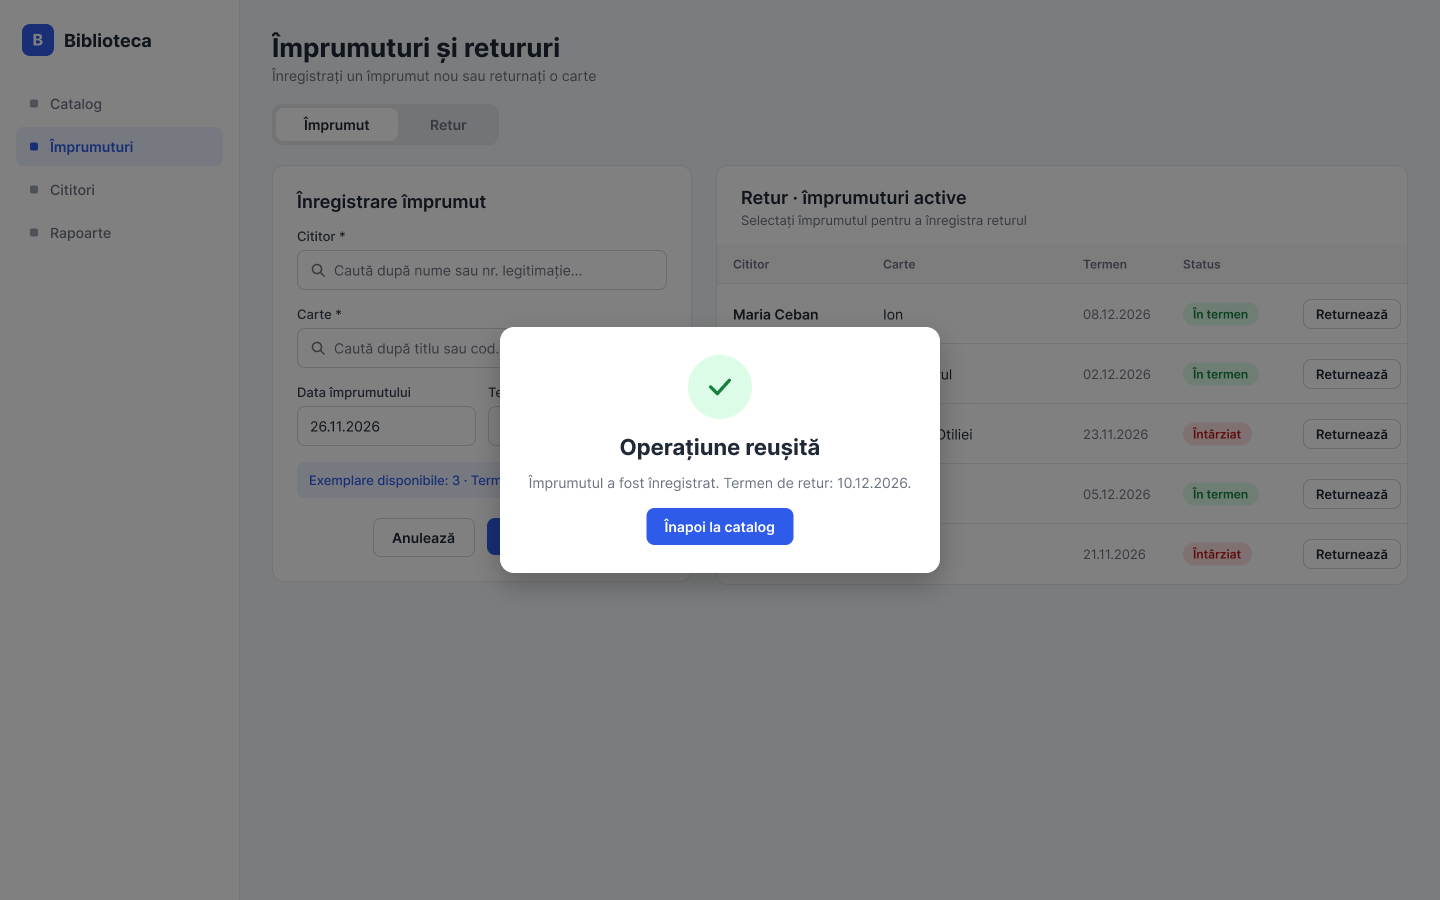 B Biblioteca
Catalog
Împrumuturi
Cititori
Rapoarte
Împrumuturi și retururi
Înregistrați un împrumut nou sau returnați o carte
Împrumut Retur
Înregistrare împrumut
Cititor *
Caută după nume sau nr. legitimație...
Carte *
Caută după titlu sau cod.
Data împrumutului
26.11.2026
Exemplare disponibile: 3 ·
Anulează
Retur · împrumuturi active
Selectați împrumutul pentru a înregistra returul
Cititor Carte Termen Status
Maria Ceban Ion 08.12.2026 În termen Returnează
02.12.2026 În termen Returnează
Otiliei 23.11.2026 Întârziat Returnează
05.12.2026 În termen Returnează
21.11.2026 Întârziat Returnează
Operațiune reușită
Împrumutul a fost înregistrat. Termen de retur: 10.12.2026.
Înapoi la catalog